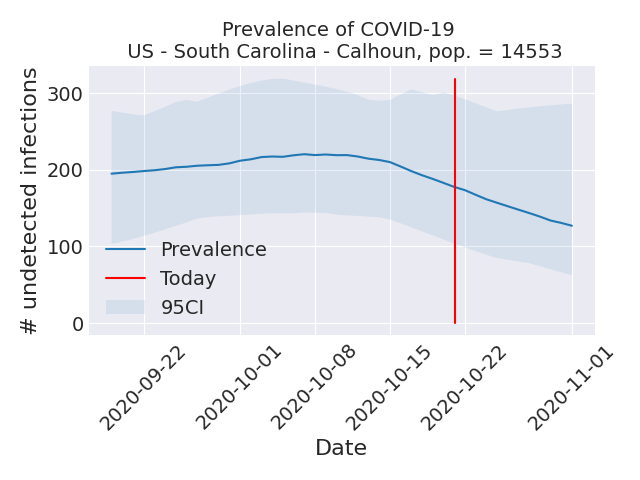 Prevalence of COVID-19
US - South Carolina - Calhoun, pop. = 14553
# undetected infections
300
200
100
0
Prevalence
Today
95CI
2020-09-22
2020-10-01
2020-10-08
2020-10-15
2020-10-22
2020-11-01
Date